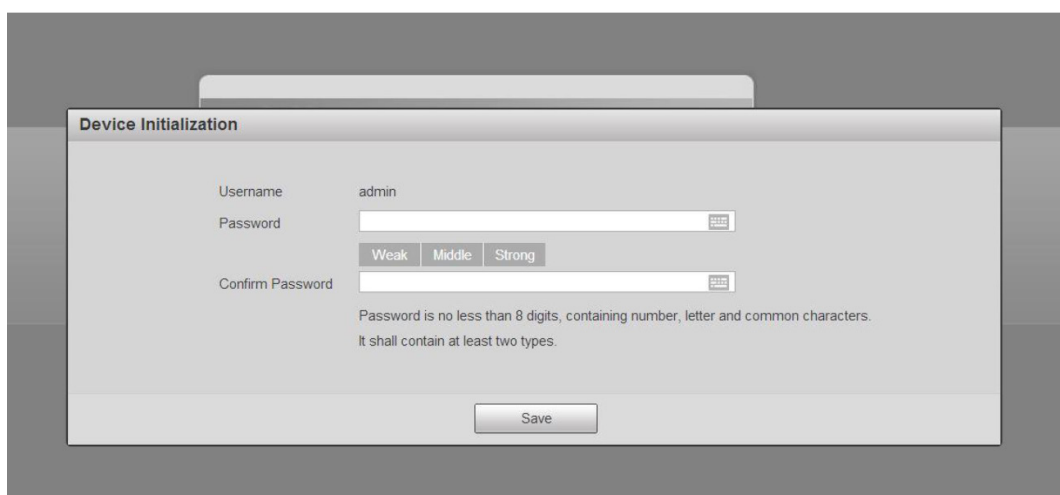 Device Initialization
Username admin
Password
Weak Middle Strong
Confirm Password
Password is no less than 8 digits, containing number, letter and common characters.
It shall contain at least two types.
Save